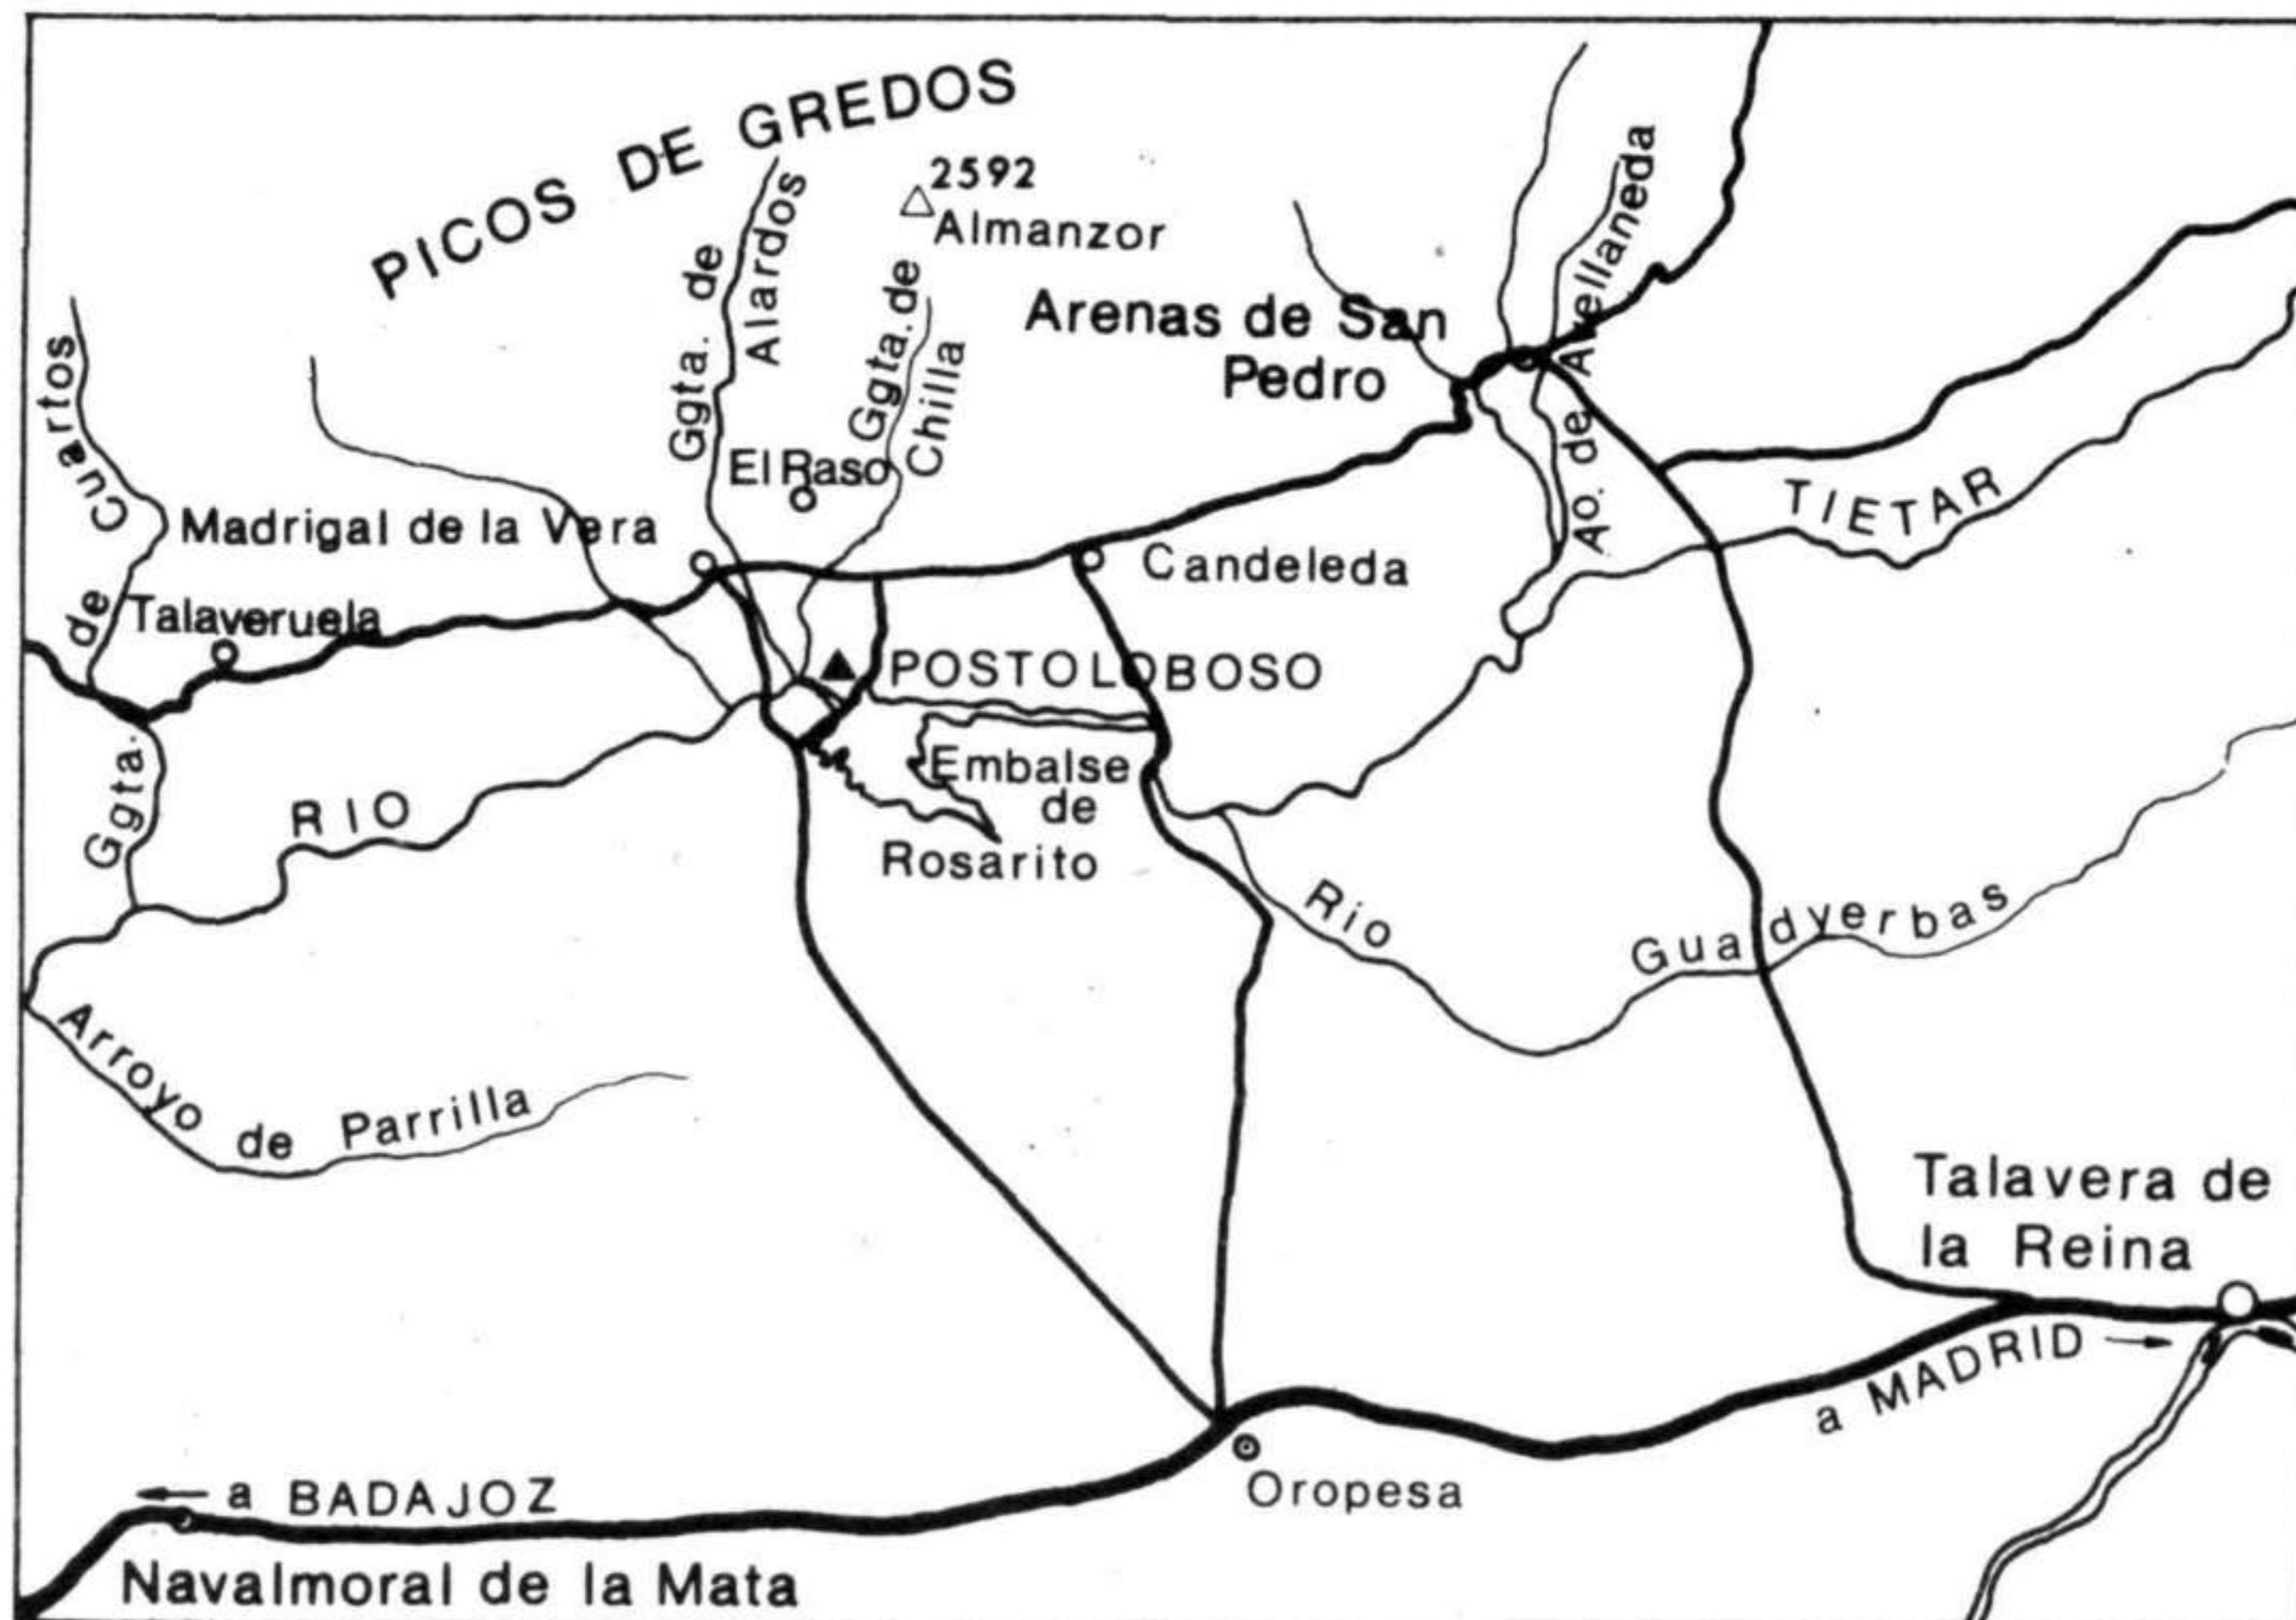 PICOS DE GREDOS
2592
Almanzor
Ggta. de
Alardos
Ggta. de
Chilla
Arenas de San
Pedro
Ao. de Avellaneda
Ggta. de Cuartos
El Raso
Madrigal de la Vera
TIETAR
Candeleda
Talaveruela
POSTOLOBOSO
Embalse
de
Rosarito
RIO
Rio Guadyerbas
Arroyo de Parrilla
Talavera de
la Reina
a MADRID
a BADAJOZ
Oropesa
Navalmoral de la Mata